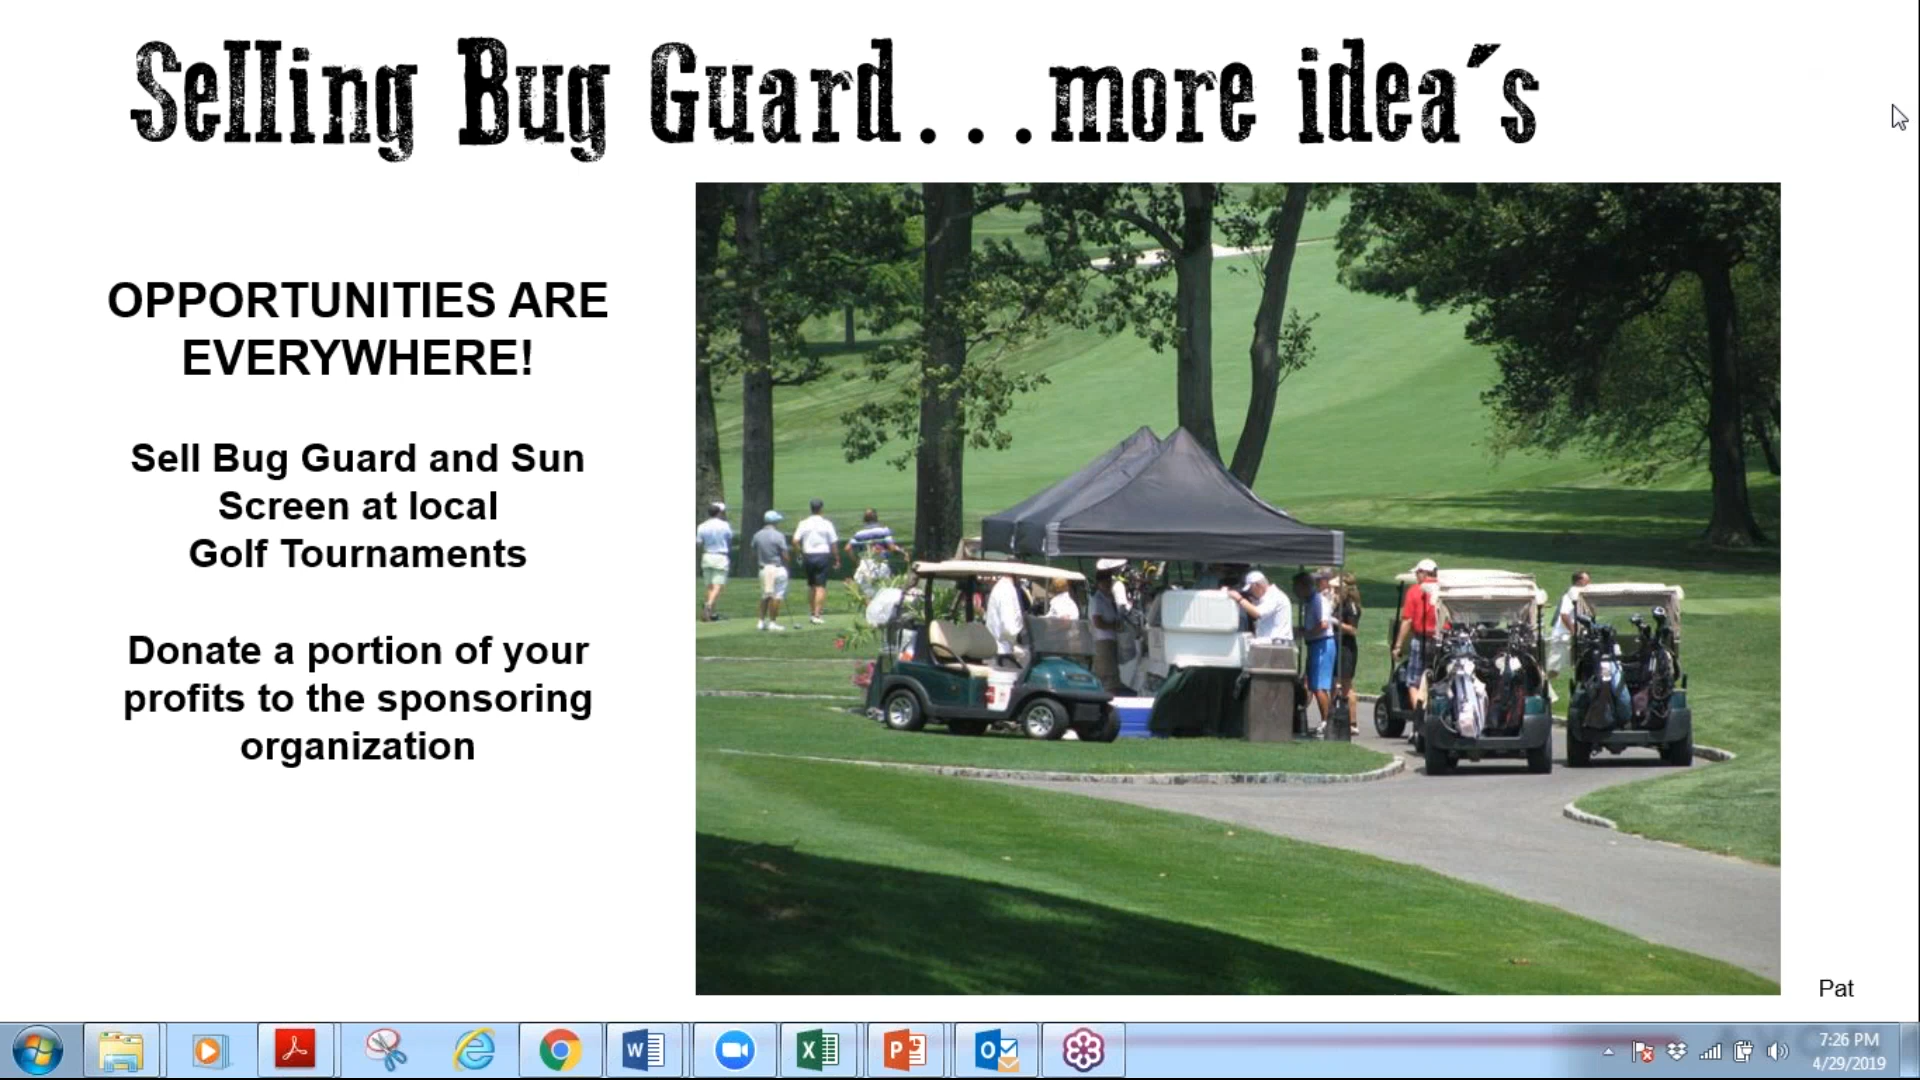 Selling Bug Guard...more idea´s
OPPORTUNITIES ARE
EVERYWHERE!
Sell Bug Guard and Sun
Screen at local
Golf Tournaments
Donate a portion of your
profits to the sponsoring
organization
Pat
7:26 PM
4/29/2019